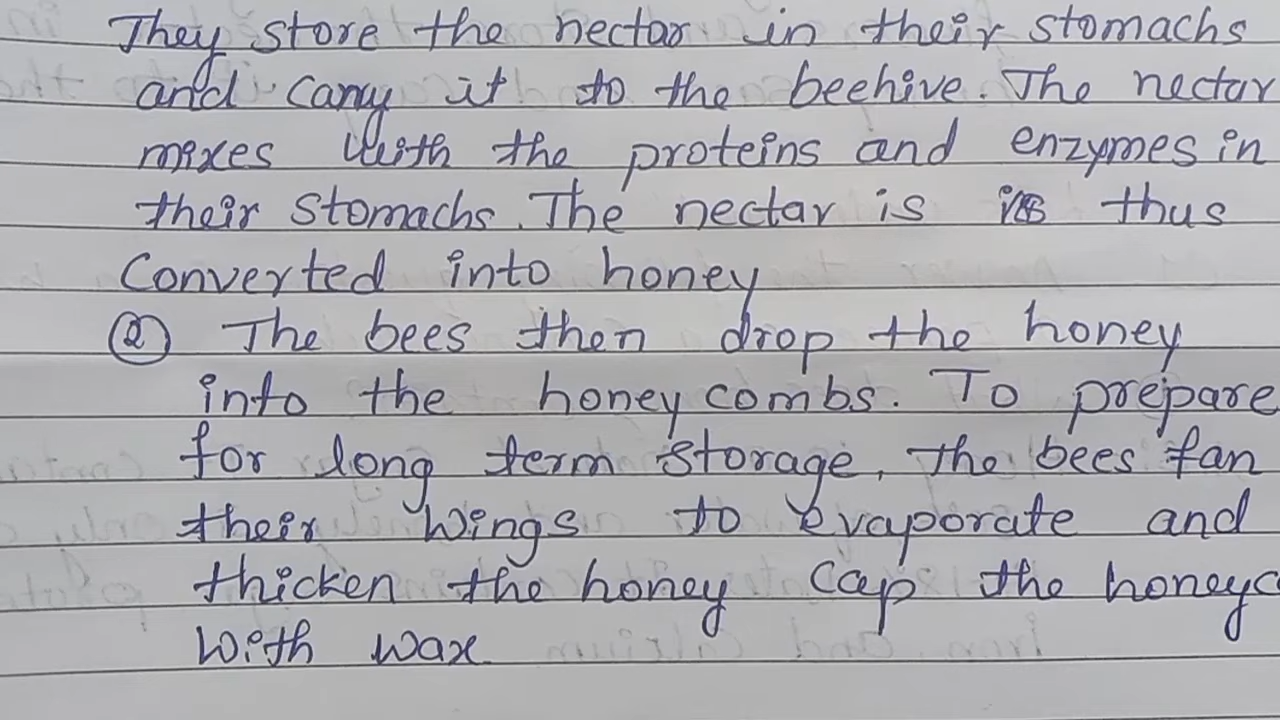 They store the nectar in their stomachs
and carry it to the beehive. The nectar
mixes with the proteins and enzymes in
their stomachs. The nectar is is thus
Converted into honey
② The bees then drop the honey
into the honey combs. To prepare
for long term storage, the bees fan
their wings to evaporate and
thicken the honey cap the honeyc
with wax